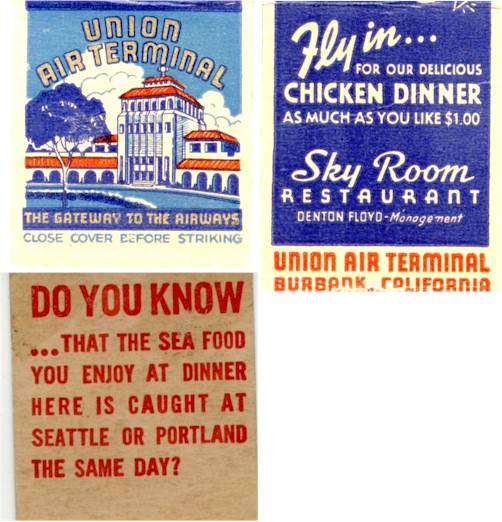 UNION
AIR TERMINAL
THE GATEWAY TO THE AIRWAYS
CLOSE COVER BEFORE STRIKING
Fly in...
FOR OUR DELICIOUS
CHICKEN DINNER
AS MUCH AS YOU LIKE $1.00
Sky Room
RESTAURANT
DENTON FLOYD-Management
UNION AIR TERMINAL
BURBANK, CALIFORNIA
DO YOU KNOW
...THAT THE SEA FOOD
YOU ENJOY AT DINNER
HERE IS CAUGHT AT
SEATTLE OR PORTLAND
THE SAME DAY?